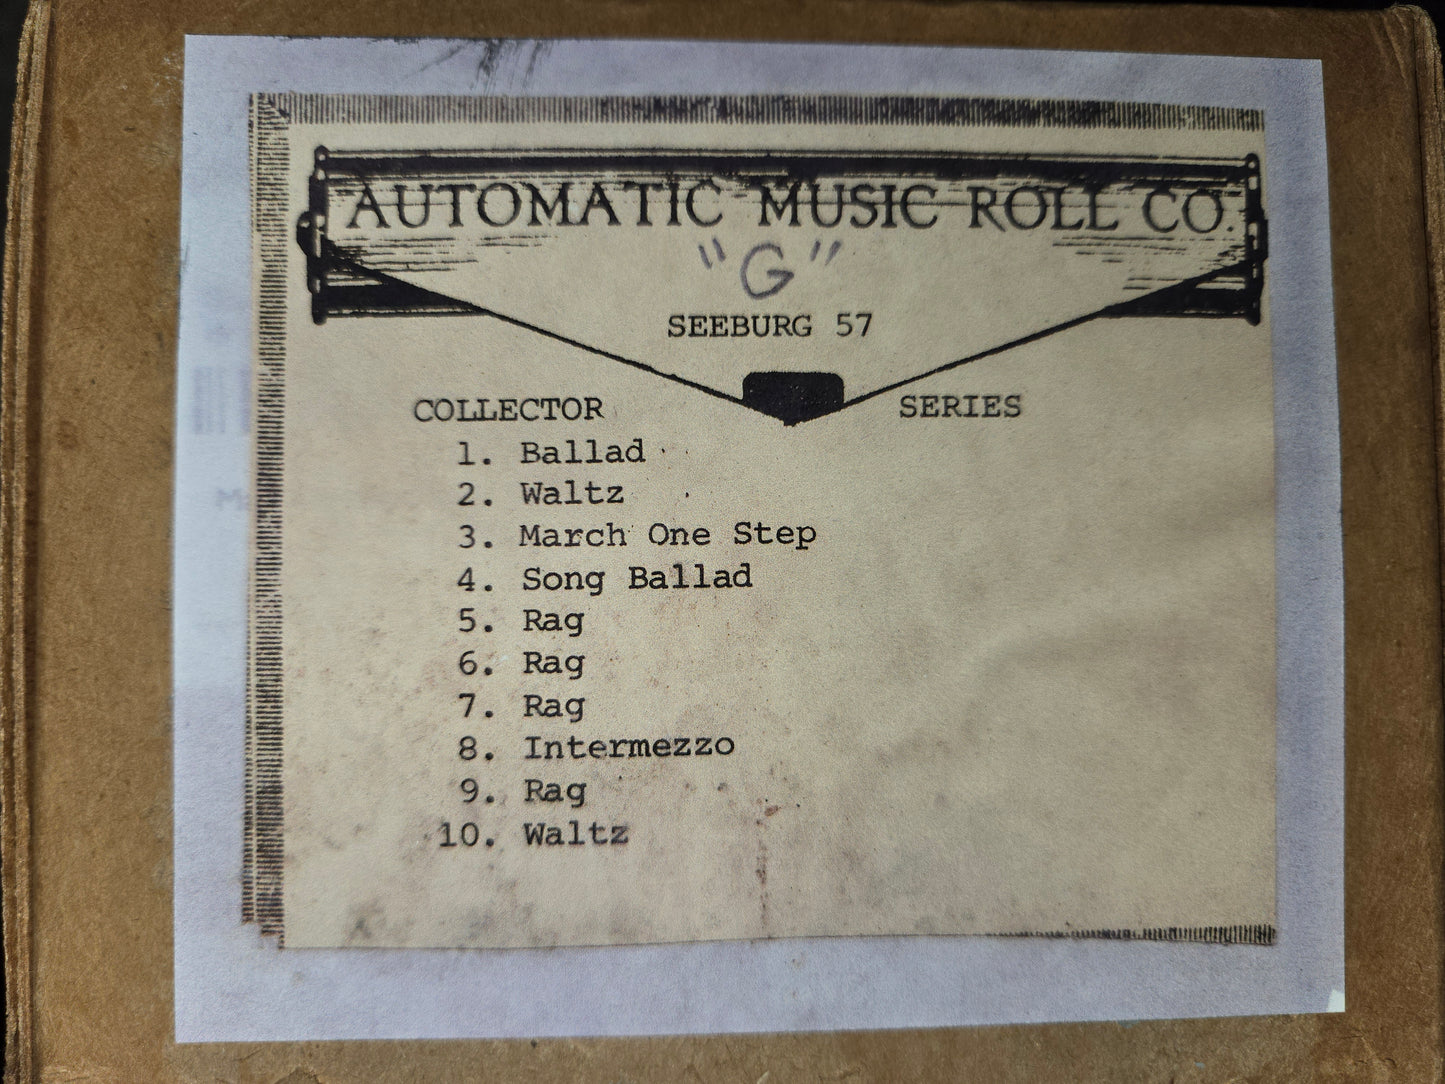 AUTOMATIC MUSIC ROLL CO.
"G"
SEEBURG 57
COLLECTOR SERIES
1. Ballad
2. Waltz
3. March One Step
4. Song Ballad
5. Rag
6. Rag
7. Rag
8. Intermezzo
9. Rag
10. Waltz